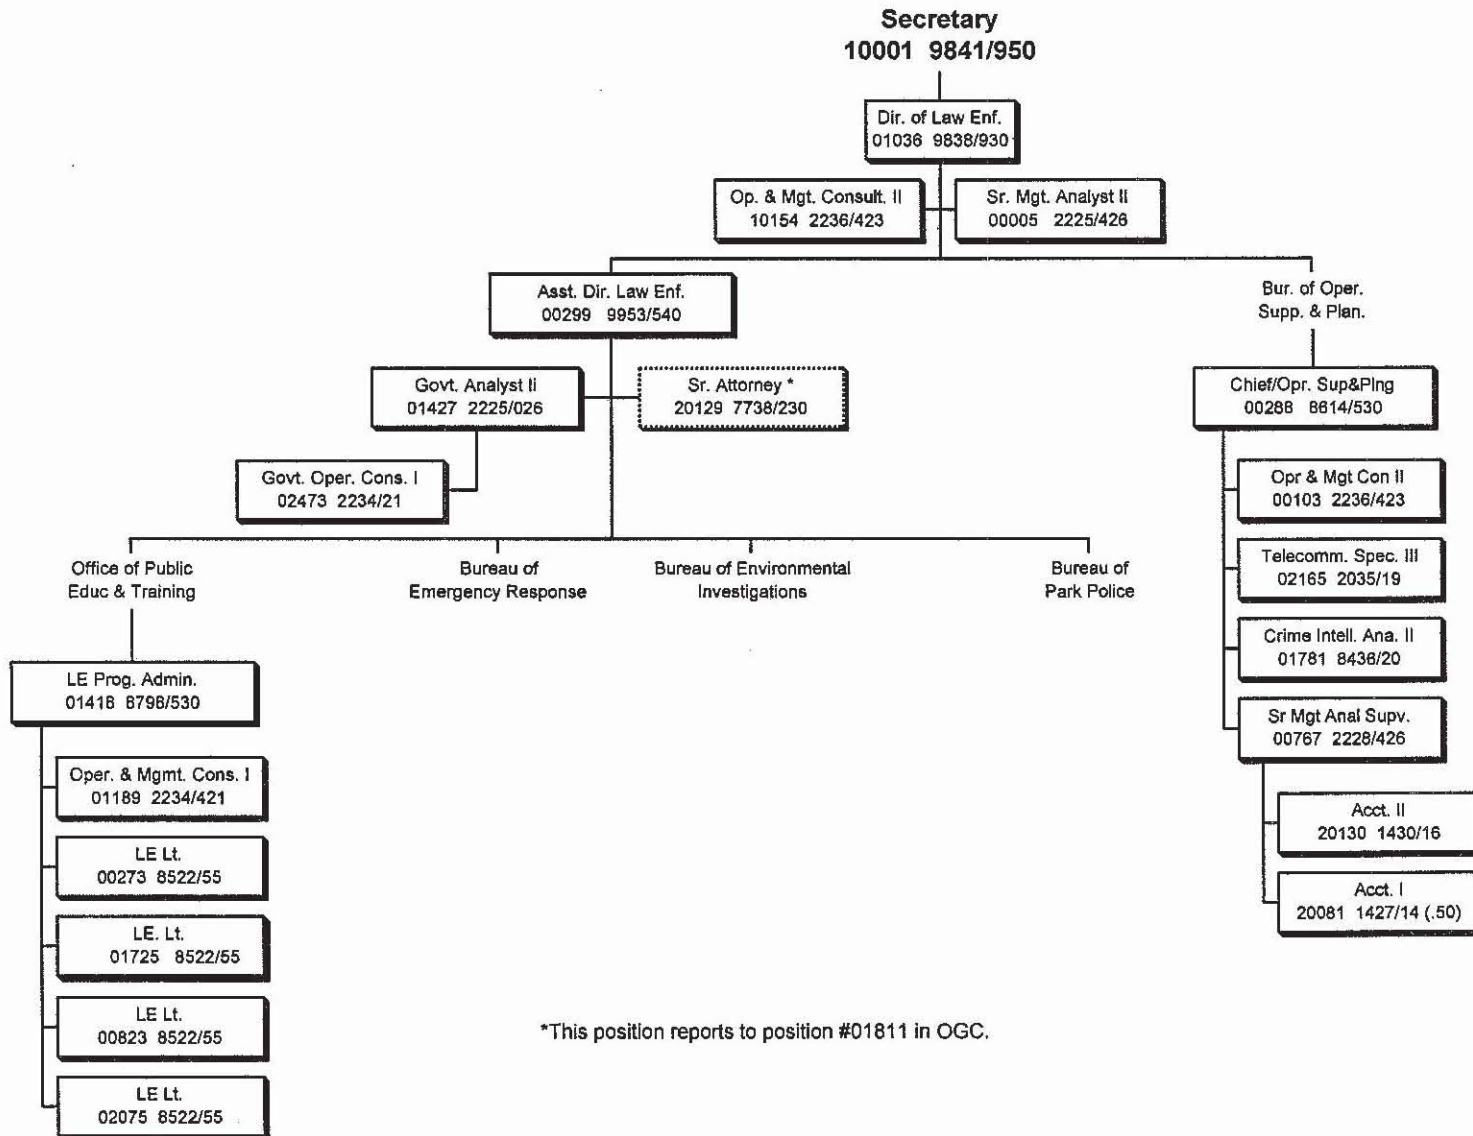 Secretary
10001 9841/950
Dir. of Law Enf.
01036 9838/930
Op. & Mgt. Consult. II
10154 2236/423
Sr. Mgt. Analyst II
00005 2225/426
Asst. Dir. Law Enf.
00299 9953/540
Bur. of Oper.
Supp. & Plan.
Govt. Analyst Ii
01427 2225/026
Sr. Attorney *
20129 7738/230
Chief/Opr. Sup&Plng
00288 8614/530
Govt. Oper. Cons. I
02473 2234/21
Opr & Mgt Con II
00103 2236/423
Telecomm. Spec. III
02165 2035/19
Crime Intell. Ana. II
01781 8436/20
Sr Mgt Anal Supv.
00767 2228/426
Acct. II
20130 1430/16
Acct. I
20081 1427/14 (.50)
Office of Public
Educ & Training
Bureau of
Emergency Response
Bureau of Environmental
Investigations
Bureau of
Park Police
LE Prog. Admin.
01418 8798/530
Oper. & Mgmt. Cons. I
01189 2234/421
LE Lt.
00273 8522/55
LE. Lt.
01725 8522/55
LE Lt.
00823 8522/55
LE Lt.
02075 8522/55
*This position reports to position #01811 in OGC.